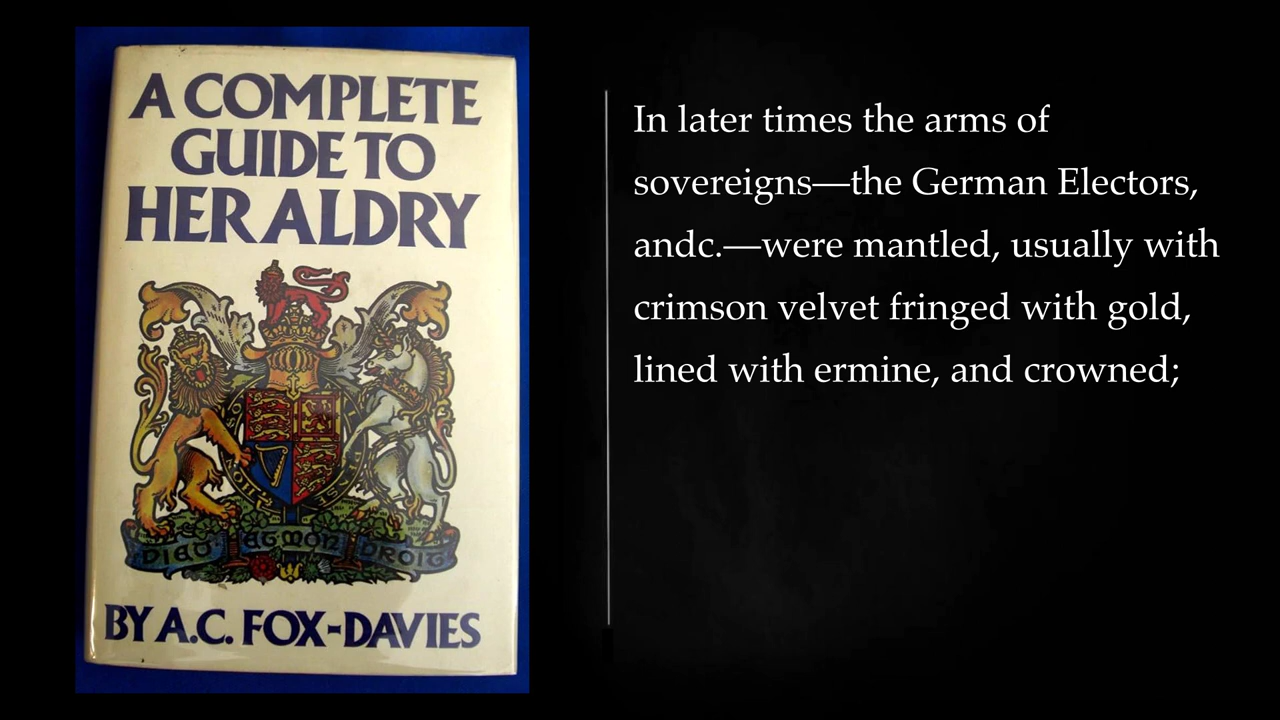 A COMPLETE
GUIDE TO
HERALDRY
DIEU ET MON DROIT
BY A.C. FOX-DAVIES
In later times the arms of
sovereigns—the German Electors,
andc.—were mantled, usually with
crimson velvet fringed with gold,
lined with ermine, and crowned;